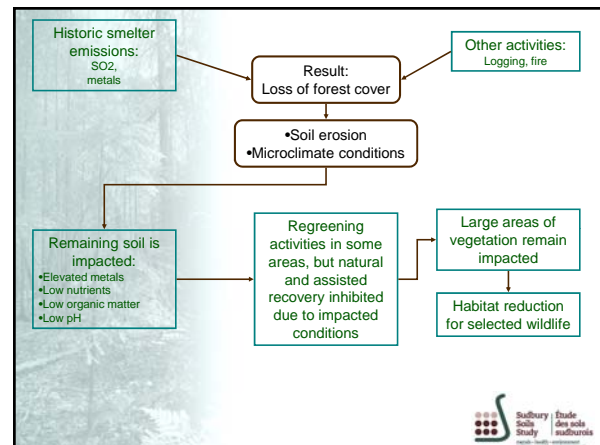 Historic smelter
emissions:
SO2,
metals
Other activities:
Logging, fire
Result:
Loss of forest cover
•Soil erosion
•Microclimate conditions
Remaining soil is
impacted:
•Elevated metals
•Low nutrients
•Low organic matter
•Low pH
Regreening
activities in some
areas, but natural
and assisted
recovery inhibited
due to impacted
conditions
Large areas of
vegetation remain
impacted
Habitat reduction
for selected wildlife
Sudbury
Soils
Study
Étude
des sols
sudburois